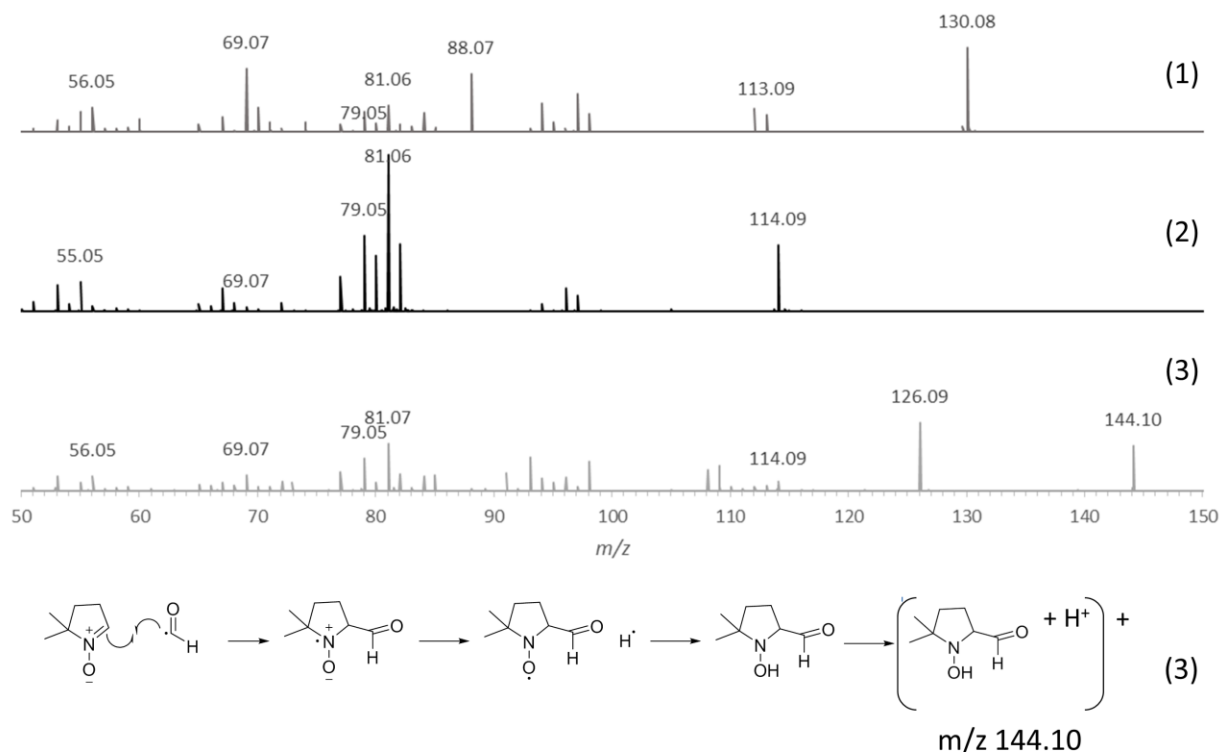 130.08
69.07 88.07 (1)
56.05 81.06 113.09
79.05
81.06
79.05 114.09 (2)
55.05
69.07
(3)
126.09
81.07 144.10
56.05 69.07 79.05 114.09
50 60 70 80 90 100 110 120 130 140 150
m/z
O O O O O + H⁺ +
N⁺ H N⁺ H N H H• N H N H (3)
O⁻ O⁻ O• OH OH
m/z 144.10